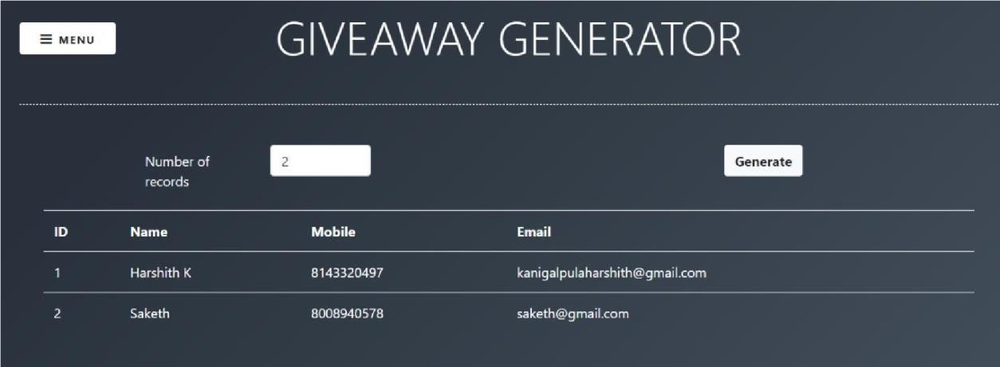 ☰ MENU
GIVEAWAY GENERATOR
Number of
records
2
Generate
ID Name Mobile Email
1 Harshith K 8143320497 kanigalpulaharshith@gmail.com
2 Saketh 8008940578 saketh@gmail.com